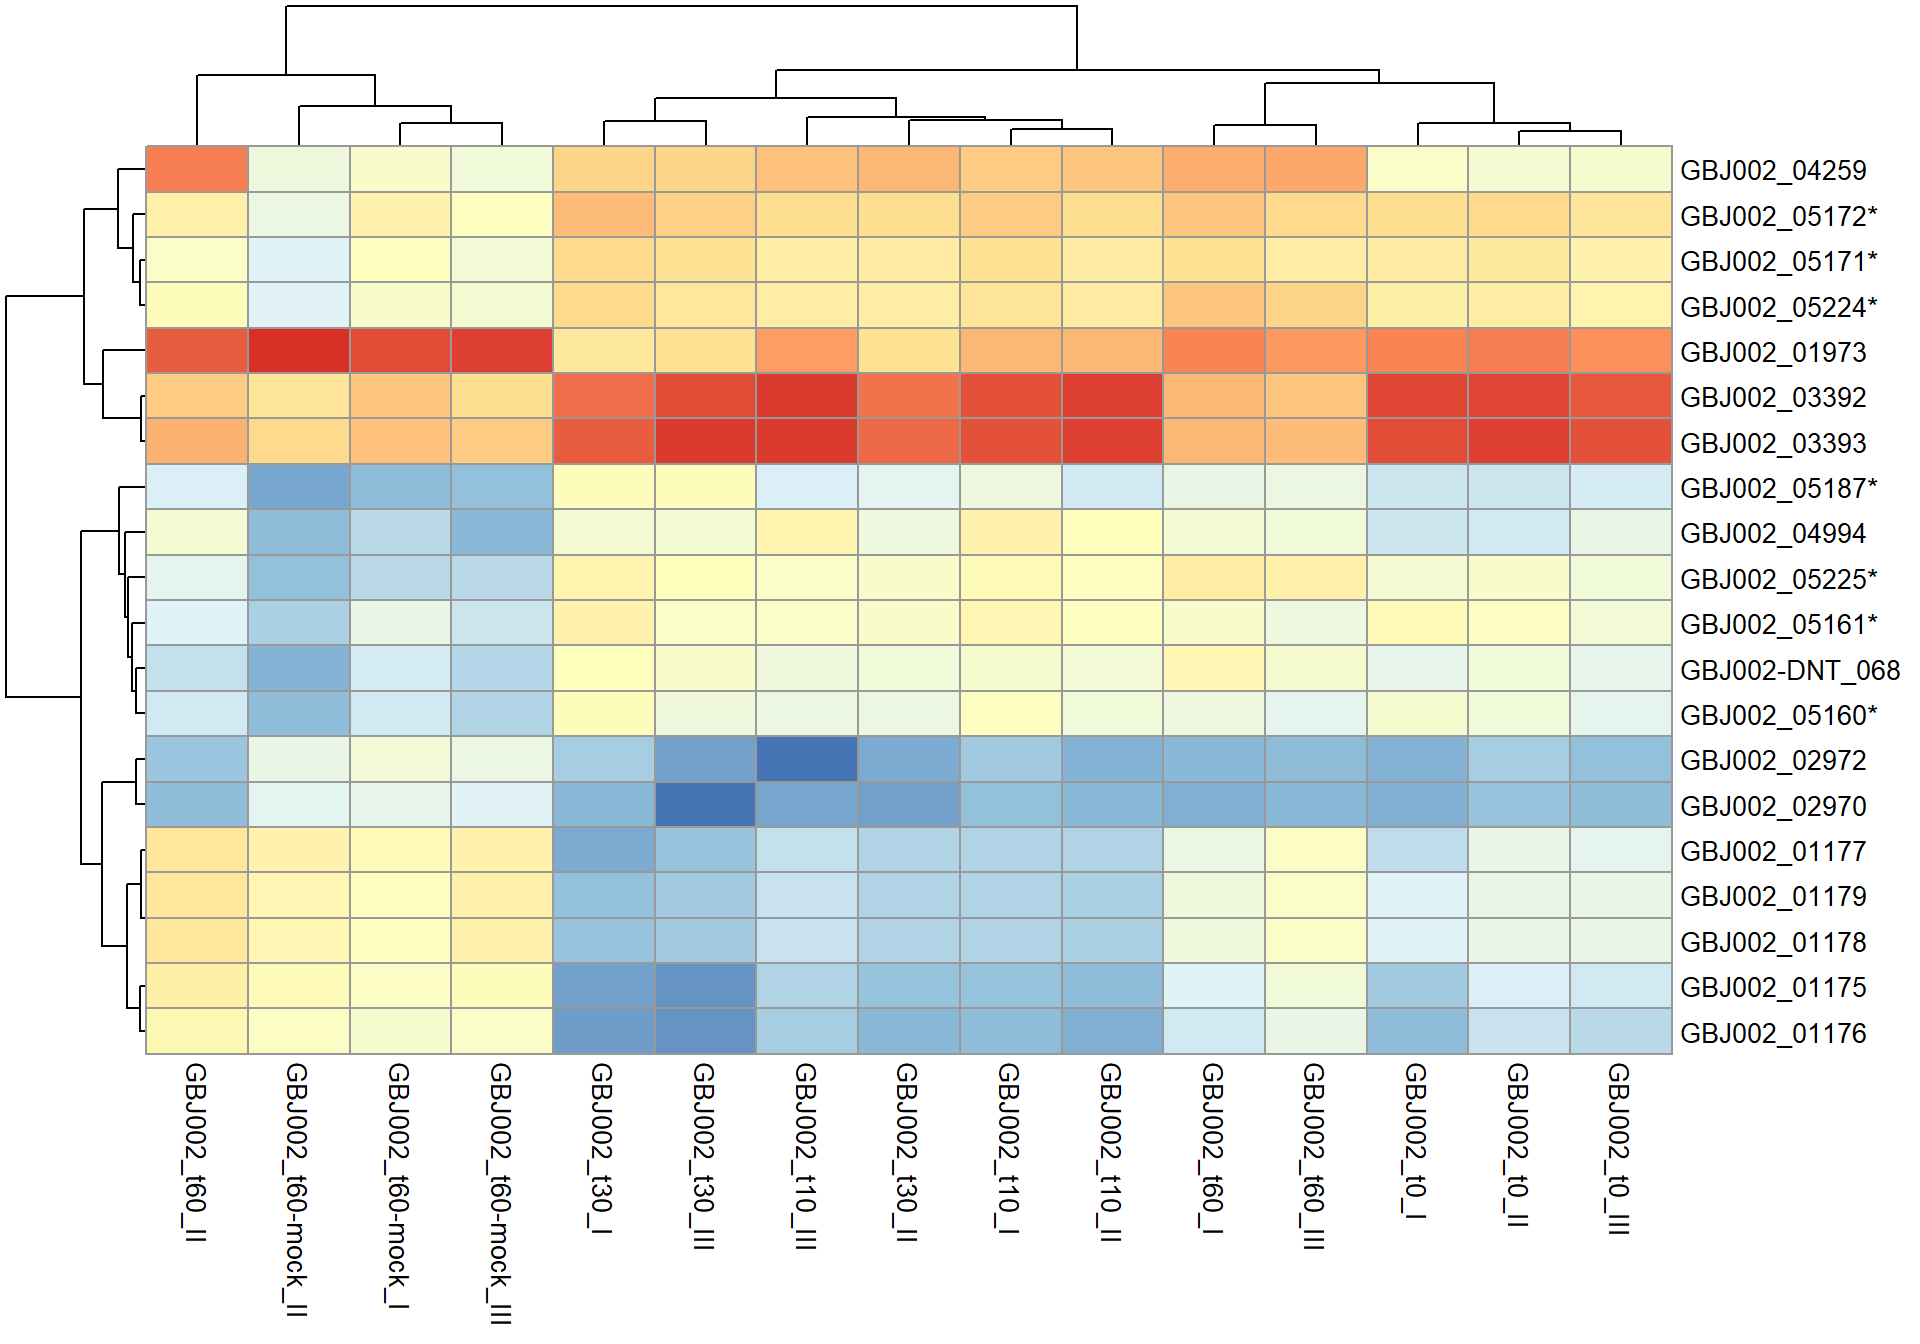 GBJ002_04259
GBJ002_05172*
GBJ002_05171*
GBJ002_05224*
GBJ002_01973
GBJ002_03392
GBJ002_03393
GBJ002_05187*
GBJ002_04994
GBJ002_05225*
GBJ002_05161*
GBJ002-DNT_068
GBJ002_05160*
GBJ002_02972
GBJ002_02970
GBJ002_01177
GBJ002_01179
GBJ002_01178
GBJ002_01175
GBJ002_01176
GBJ002_t60_II
GBJ002_t60-mock_II
GBJ002_t60-mock_I
GBJ002_t60-mock_III
GBJ002_t30_I
GBJ002_t30_III
GBJ002_t10_III
GBJ002_t30_II
GBJ002_t10_I
GBJ002_t10_II
GBJ002_t60_I
GBJ002_t60_III
GBJ002_t0_I
GBJ002_t0_II
GBJ002_t0_III